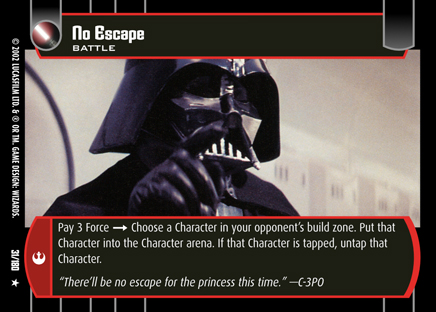 No Escape
BATTLE
© 2002 LUCASFILM LTD. & ® OR TM. GAME DESIGN: WIZARDS.
31/180 ★
Pay 3 Force → Choose a Character in your opponent's build zone. Put that
Character into the Character arena. If that Character is tapped, untap that
Character.
"There'll be no escape for the princess this time." —C-3PO